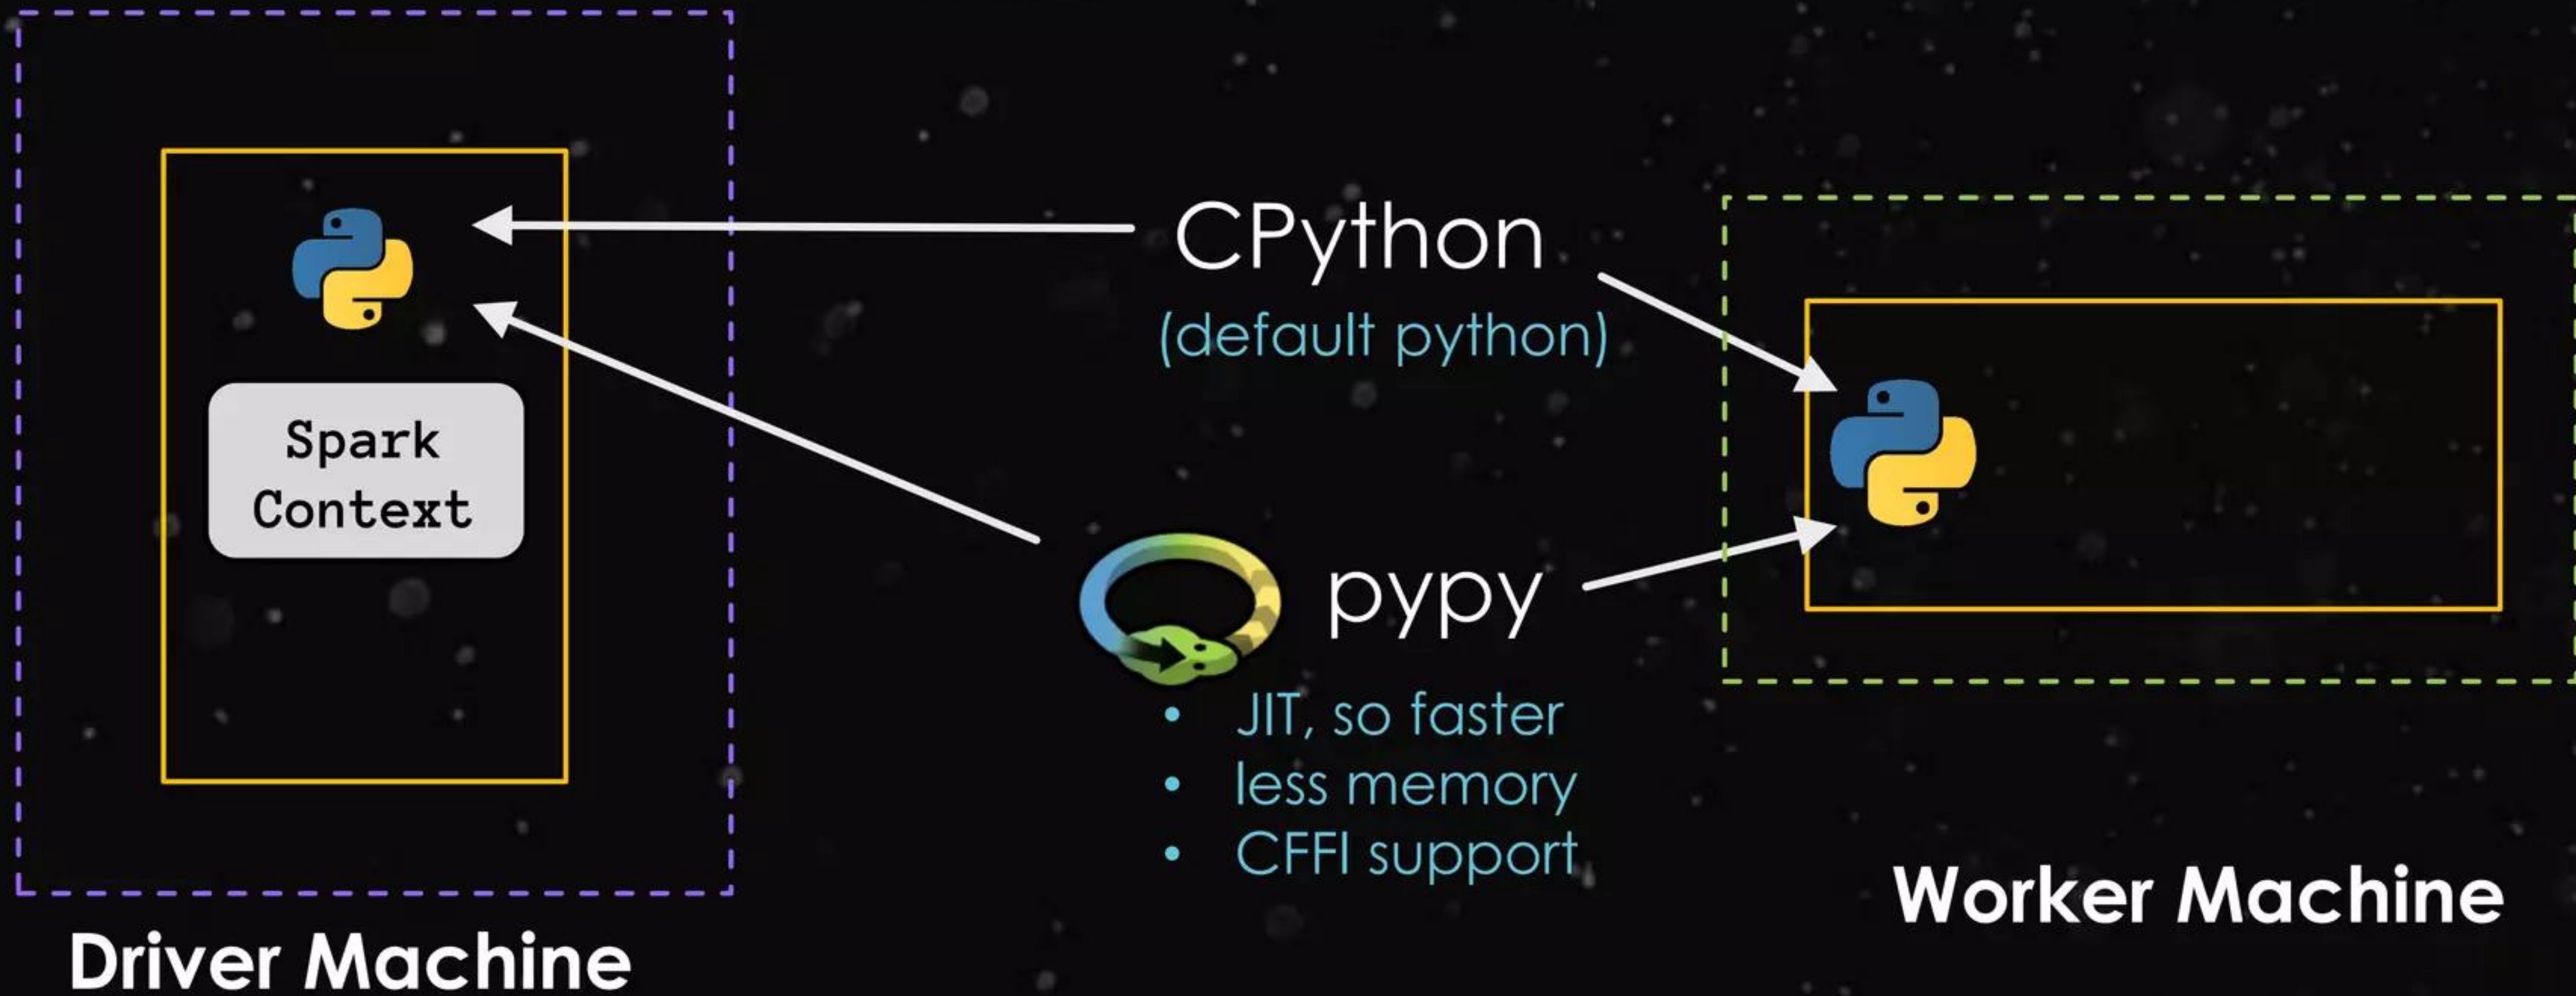 Spark
Context
Driver Machine
CPython
(default python)
pypy
• JIT, so faster
• less memory
• CFFI support
Worker Machine